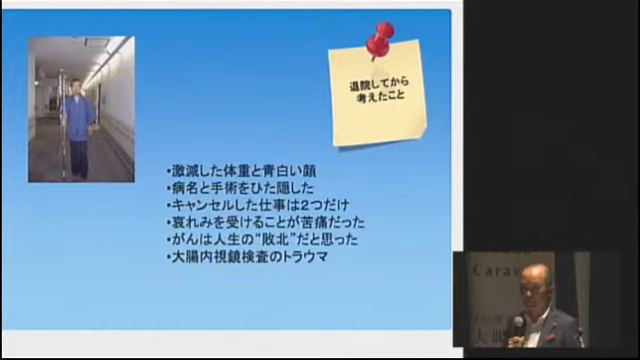 退院してから
考えたこと
•激減した体重と青白い顔
•病名と手術をひた隠しした
•キャンセルした仕事は2つだけ
•哀れみを受けることが苦痛だった
•がんは人生の“敗北”だと思った
•大腸内視鏡検査のトラウマ
Carav